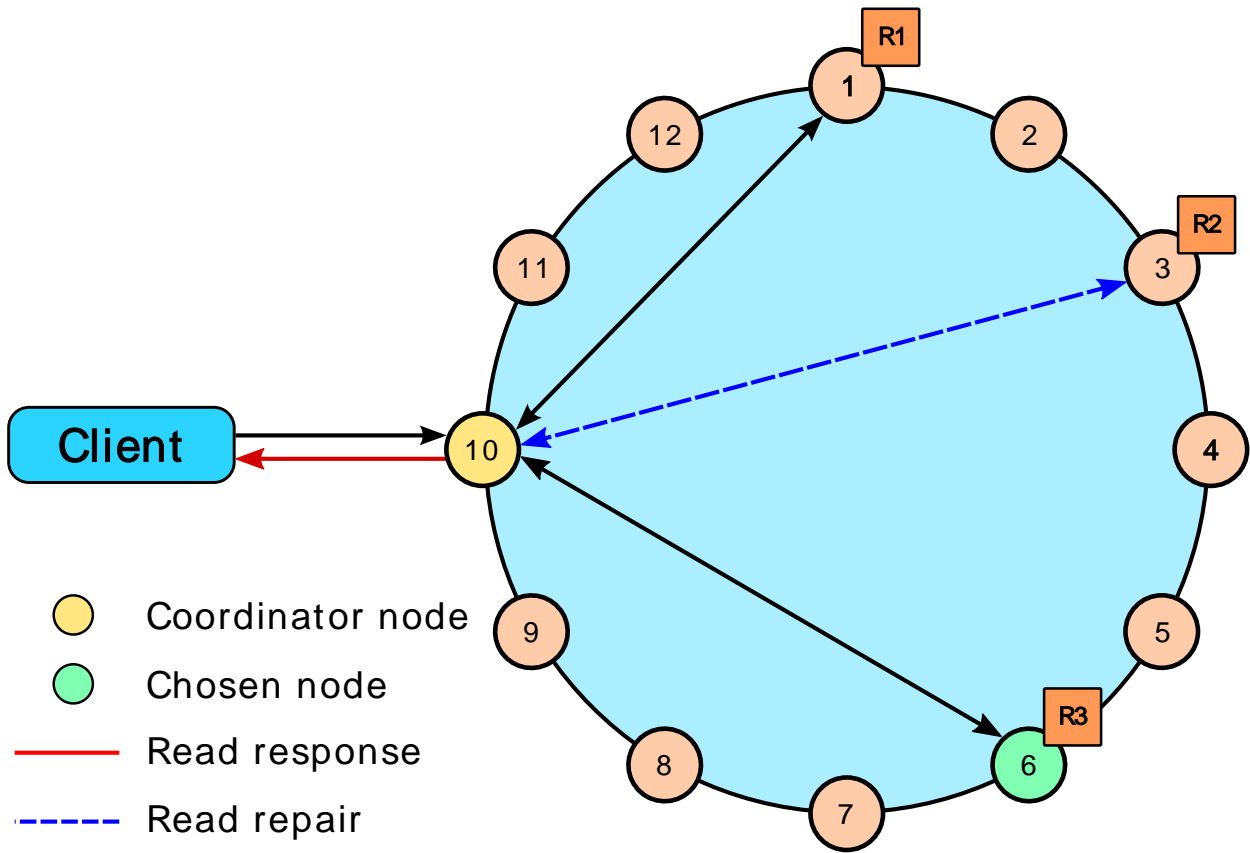 R1
1
12
2
R2
11
3
Client
10
4
9
5
R3
8
6
7
Coordinator node
Chosen node
Read response
Read repair